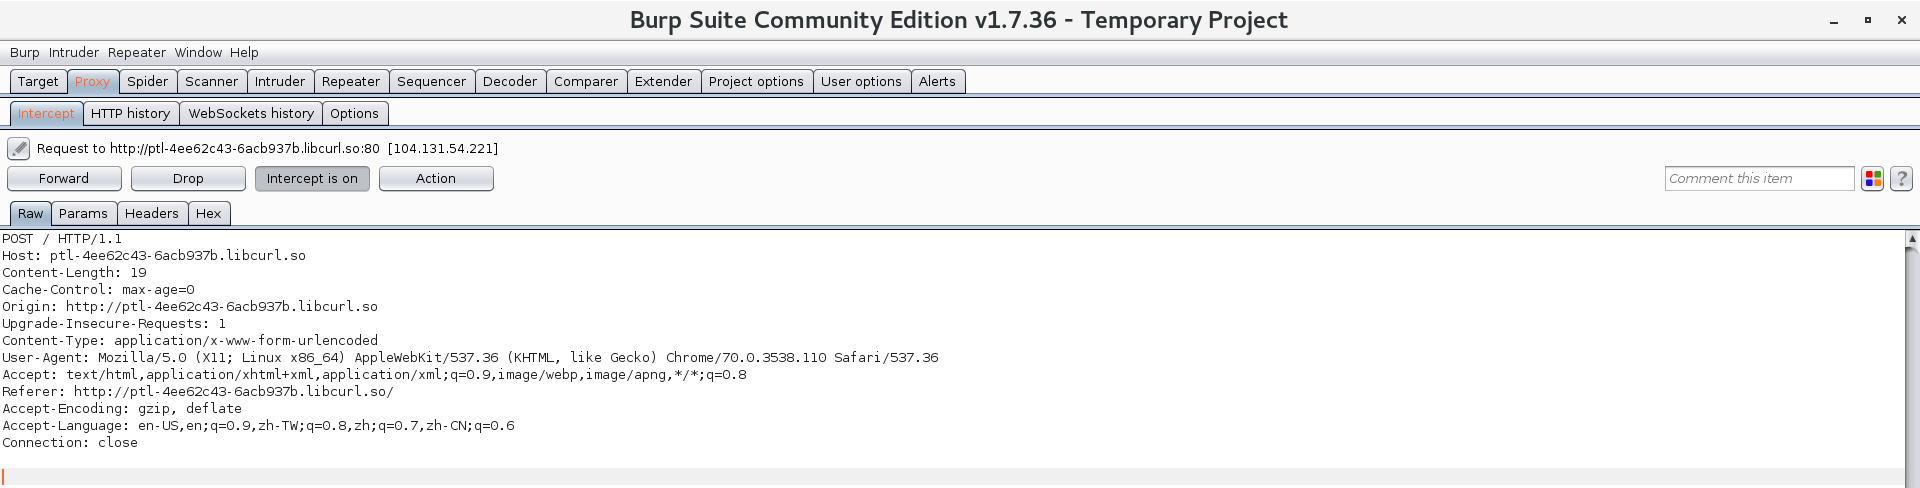 Burp Suite Community Edition v1.7.36 - Temporary Project
Burp Intruder Repeater Window Help
Target Proxy Spider Scanner Intruder Repeater Sequencer Decoder Comparer Extender Project options User options Alerts
Intercept HTTP history WebSockets history Options
Request to http://ptl-4ee62c43-6acb937b.libcurl.so:80 [104.131.54.221]
Forward Drop Intercept is on Action Comment this item ?
Raw Params Headers Hex
POST / HTTP/1.1
Host: ptl-4ee62c43-6acb937b.libcurl.so
Content-Length: 19
Cache-Control: max-age=0
Origin: http://ptl-4ee62c43-6acb937b.libcurl.so
Upgrade-Insecure-Requests: 1
Content-Type: application/x-www-form-urlencoded
User-Agent: Mozilla/5.0 (X11; Linux x86_64) AppleWebKit/537.36 (KHTML, like Gecko) Chrome/70.0.3538.110 Safari/537.36
Accept: text/html,application/xhtml+xml,application/xml;q=0.9,image/webp,image/apng,*/*;q=0.8
Referer: http://ptl-4ee62c43-6acb937b.libcurl.so/
Accept-Encoding: gzip, deflate
Accept-Language: en-US,en;q=0.9,zh-TW;q=0.8,zh;q=0.7,zh-CN;q=0.6
Connection: close